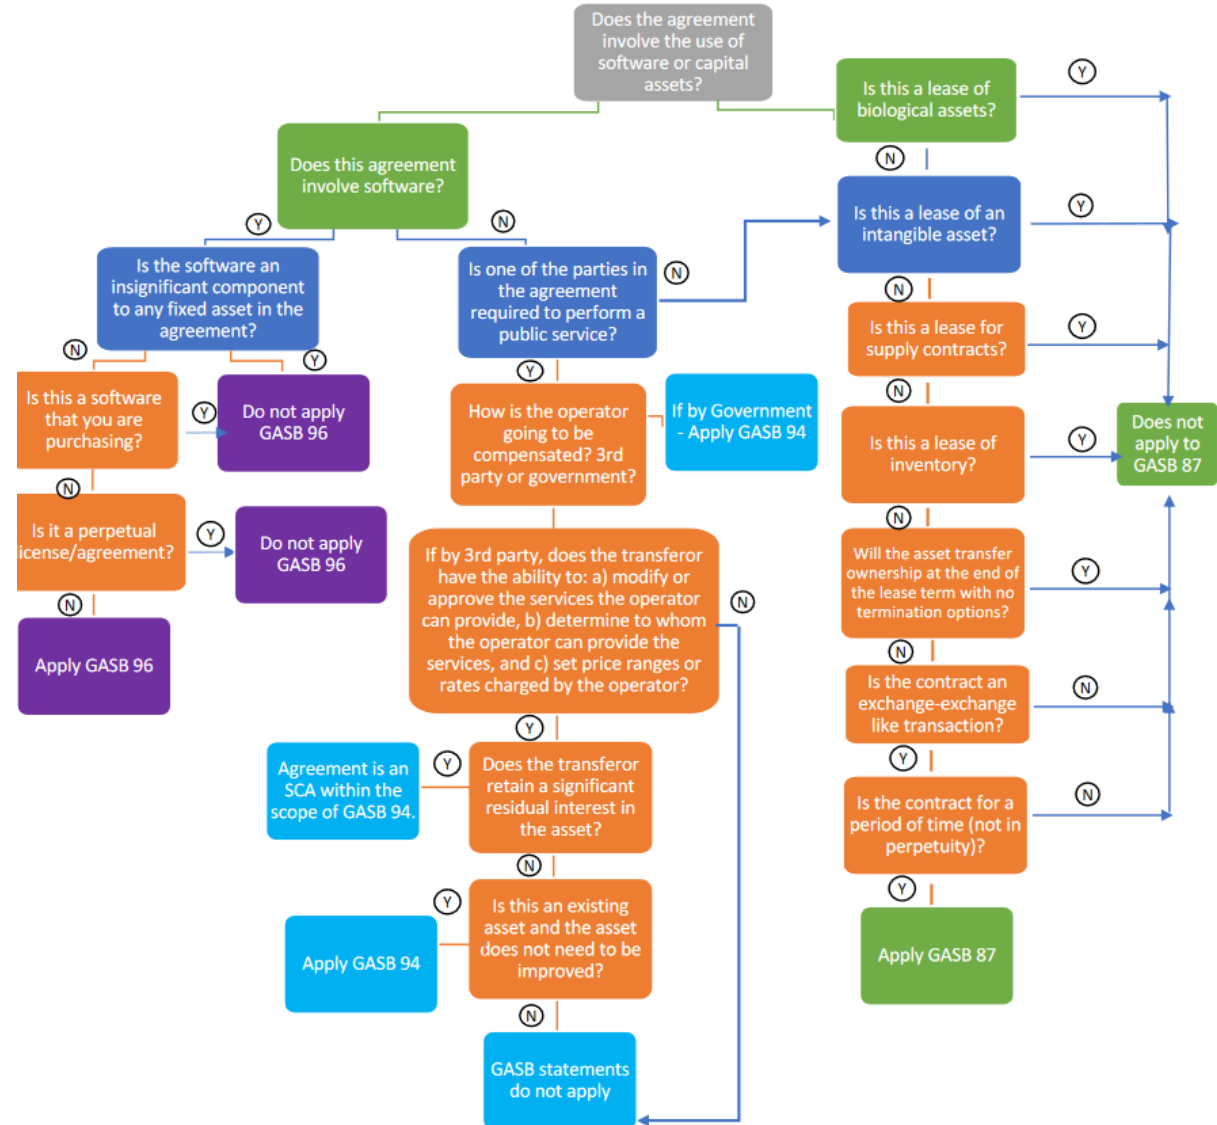 Does the agreement
involve the use of
software or capital
assets?
Is this a lease of
biological assets?
Y
N
Does this agreement
involve software?
Y
N
Is this a lease of an
intangible asset?
Y
N
Is the software an
insignificant component
to any fixed asset in the
agreement?
N
Y
Is one of the parties in
the agreement
required to perform a
public service?
N
Y
Is this a lease for
supply contracts?
Y
N
Is this a software
that you are
purchasing?
Y
N
Do not apply
GASB 96
How is the operator
going to be
compensated? 3rd
party or government?
If by Government
- Apply GASB 94
Is this a lease of
inventory?
Y
N
Does not
apply to
GASB 87
Is it a perpetual
icense/agreement?
Y
N
Do not apply
GASB 96
If by 3rd party, does the transferor
have the ability to: a) modify or
approve the services the operator
can provide, b) determine to whom
the operator can provide the
services, and c) set price ranges or
rates charged by the operator?
N
Y
Will the asset transfer
ownership at the end of
the lease term with no
termination options?
Y
N
Apply GASB 96
Is the contract an
exchange-exchange
like transaction?
N
Y
Agreement is an
SCA within the
scope of GASB 94.
Y
Does the transferor
retain a significant
residual interest in
the asset?
N
Is the contract for a
period of time (not in
perpetuity)?
N
Y
Apply GASB 94
Y
Is this an existing
asset and the asset
does not need to be
improved?
N
Apply GASB 87
GASB statements
do not apply